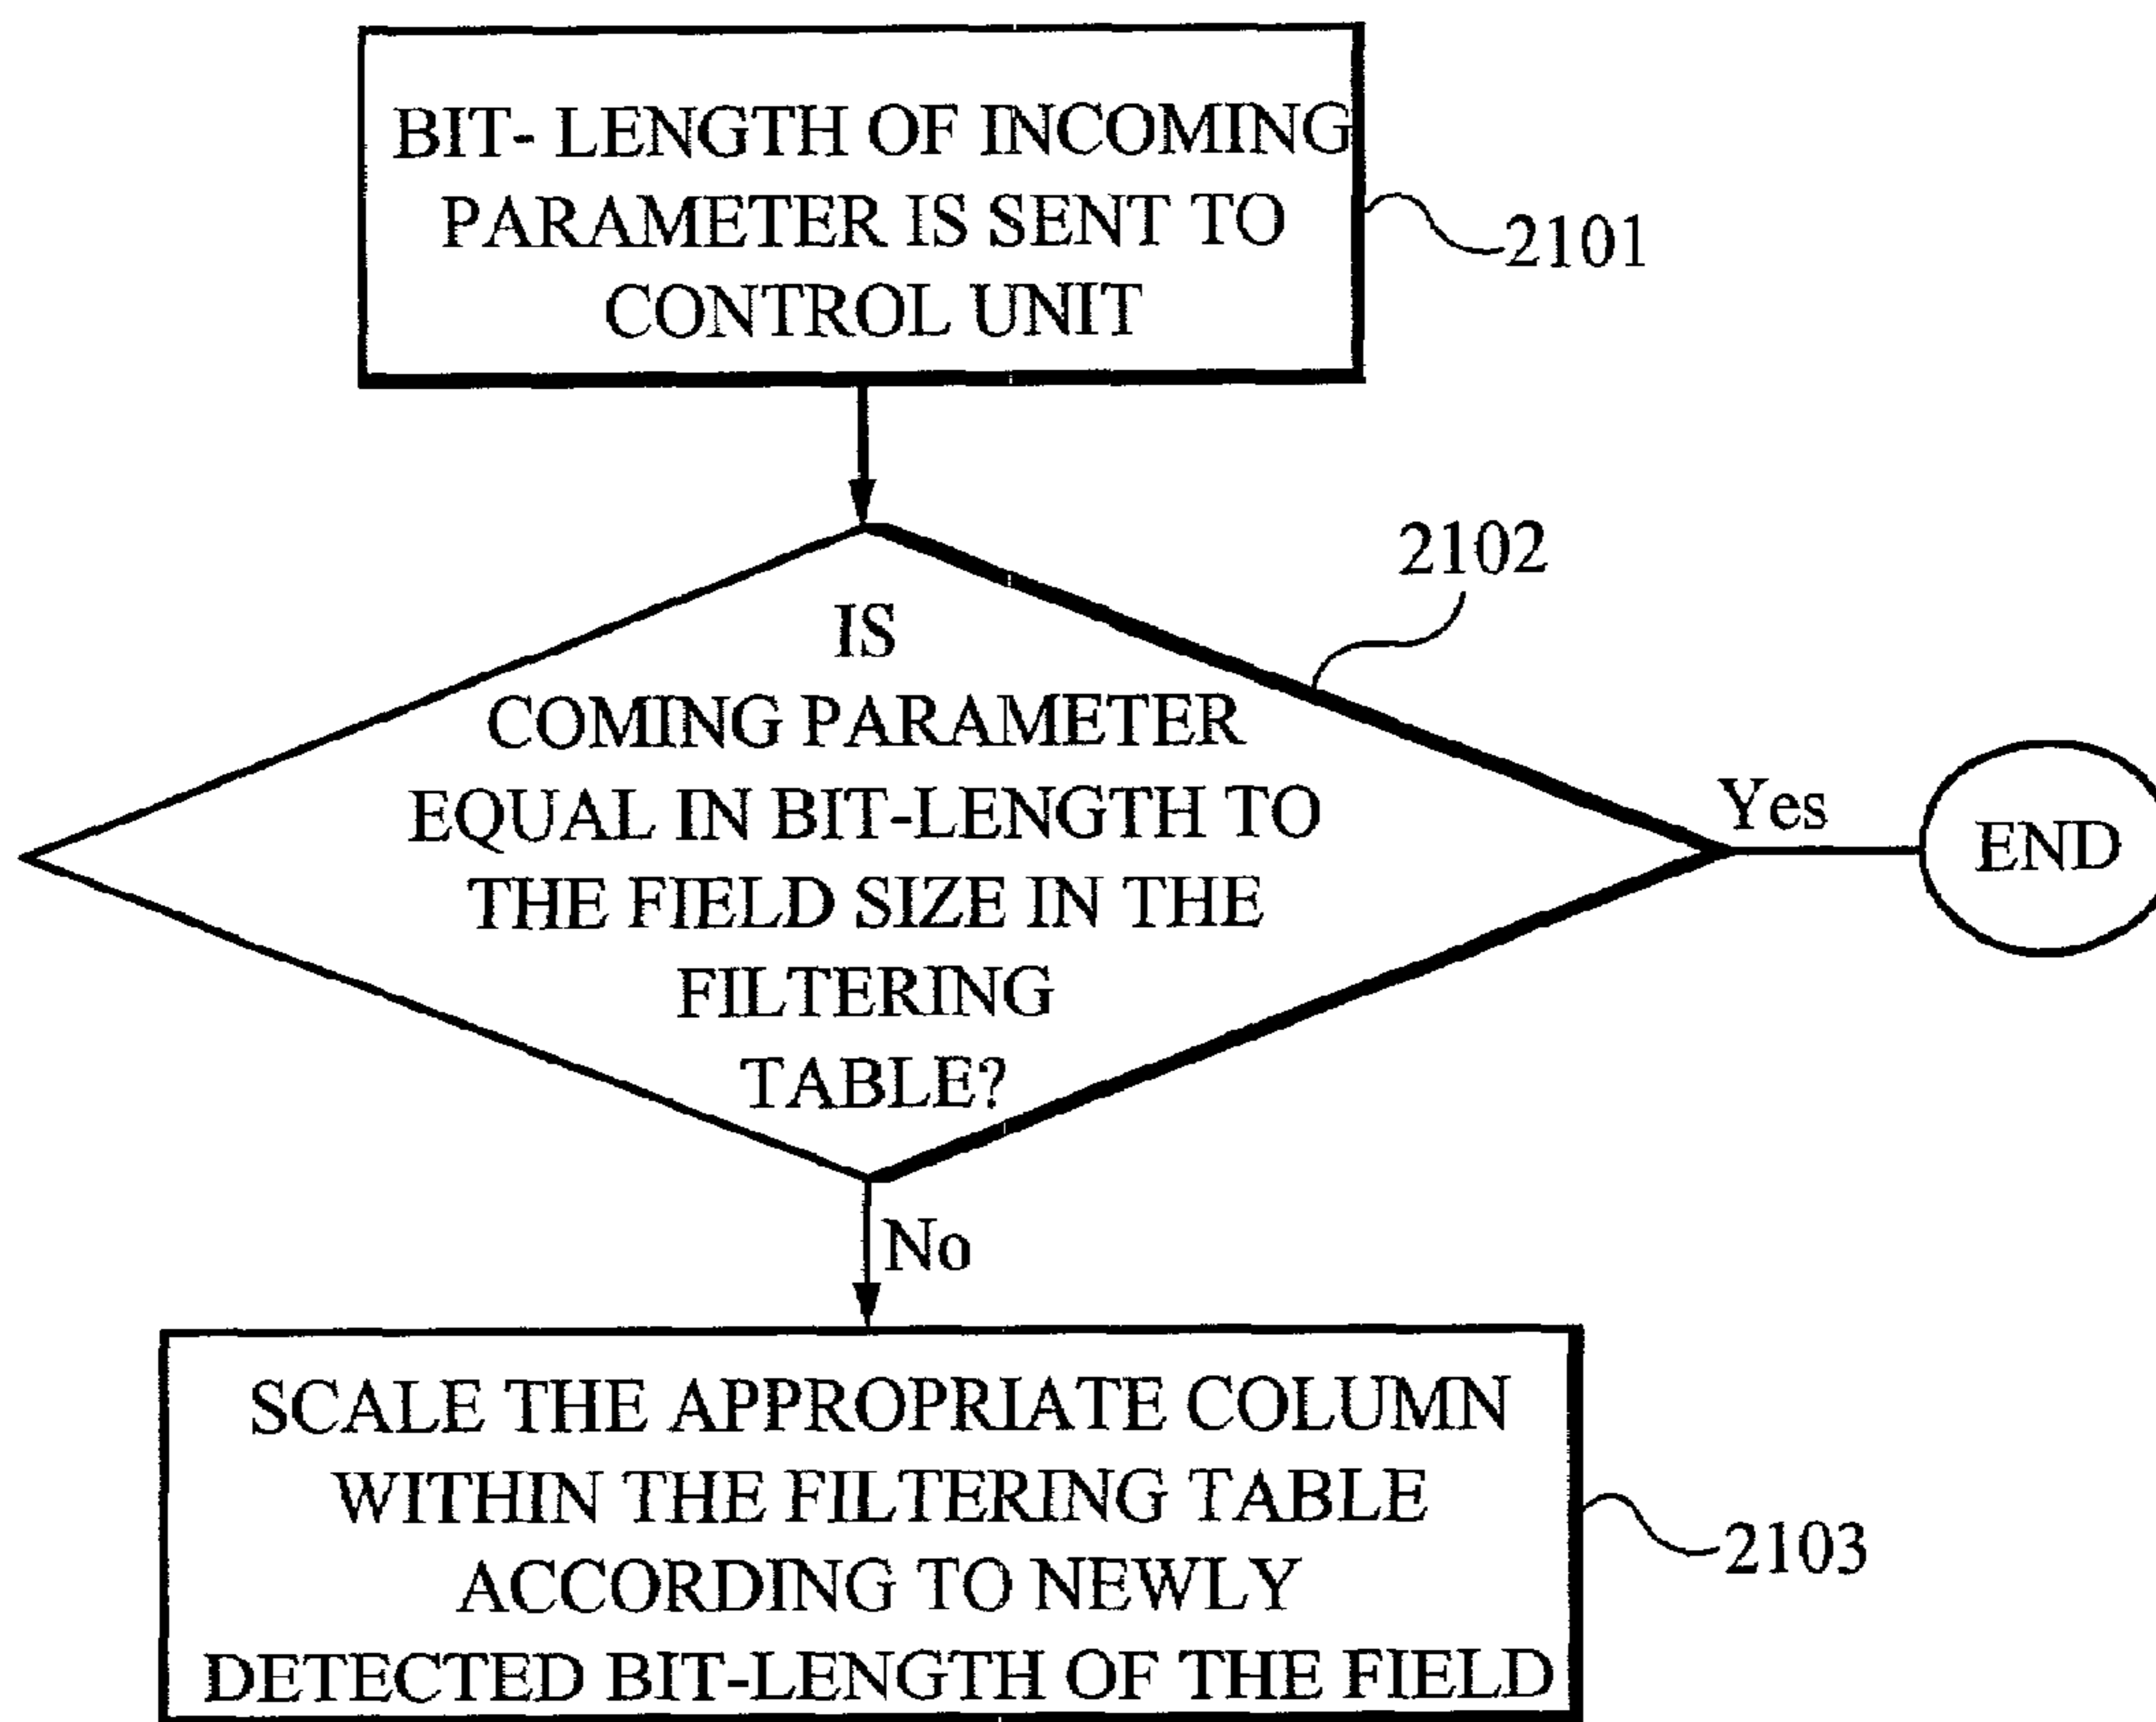 BIT- LENGTH OF INCOMING
PARAMETER IS SENT TO
CONTROL UNIT
2101
2102
IS
COMING PARAMETER
EQUAL IN BIT-LENGTH TO
THE FIELD SIZE IN THE
FILTERING
TABLE?
Yes
END
No
SCALE THE APPROPRIATE COLUMN
WITHIN THE FILTERING TABLE
ACCORDING TO NEWLY
DETECTED BIT-LENGTH OF THE FIELD
2103